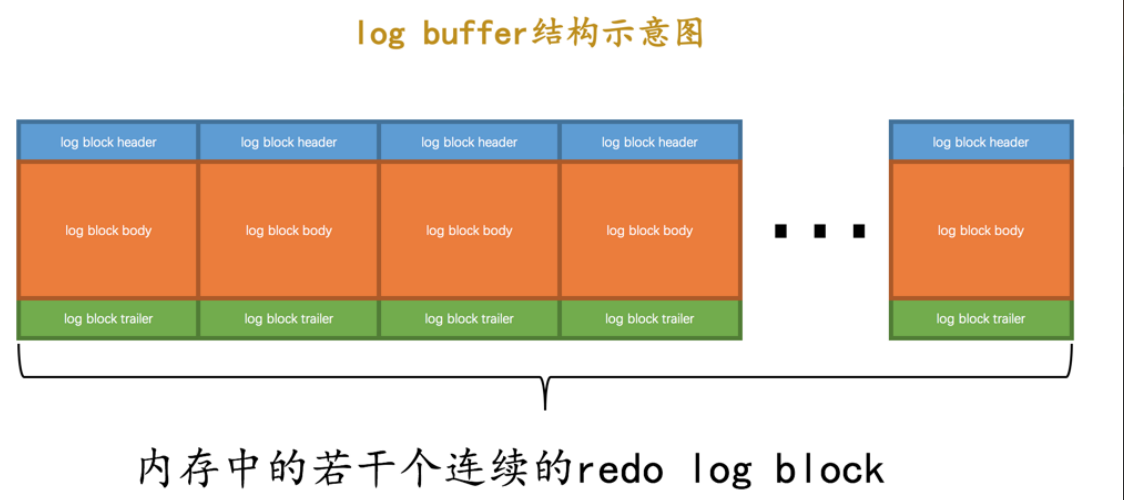 log buffer结构示意图
log block header log block header log block header log block header log block header
log block body log block body log block body log block body log block body
log block trailer log block trailer log block trailer log block trailer log block trailer
内存中的若干个连续的redo log block